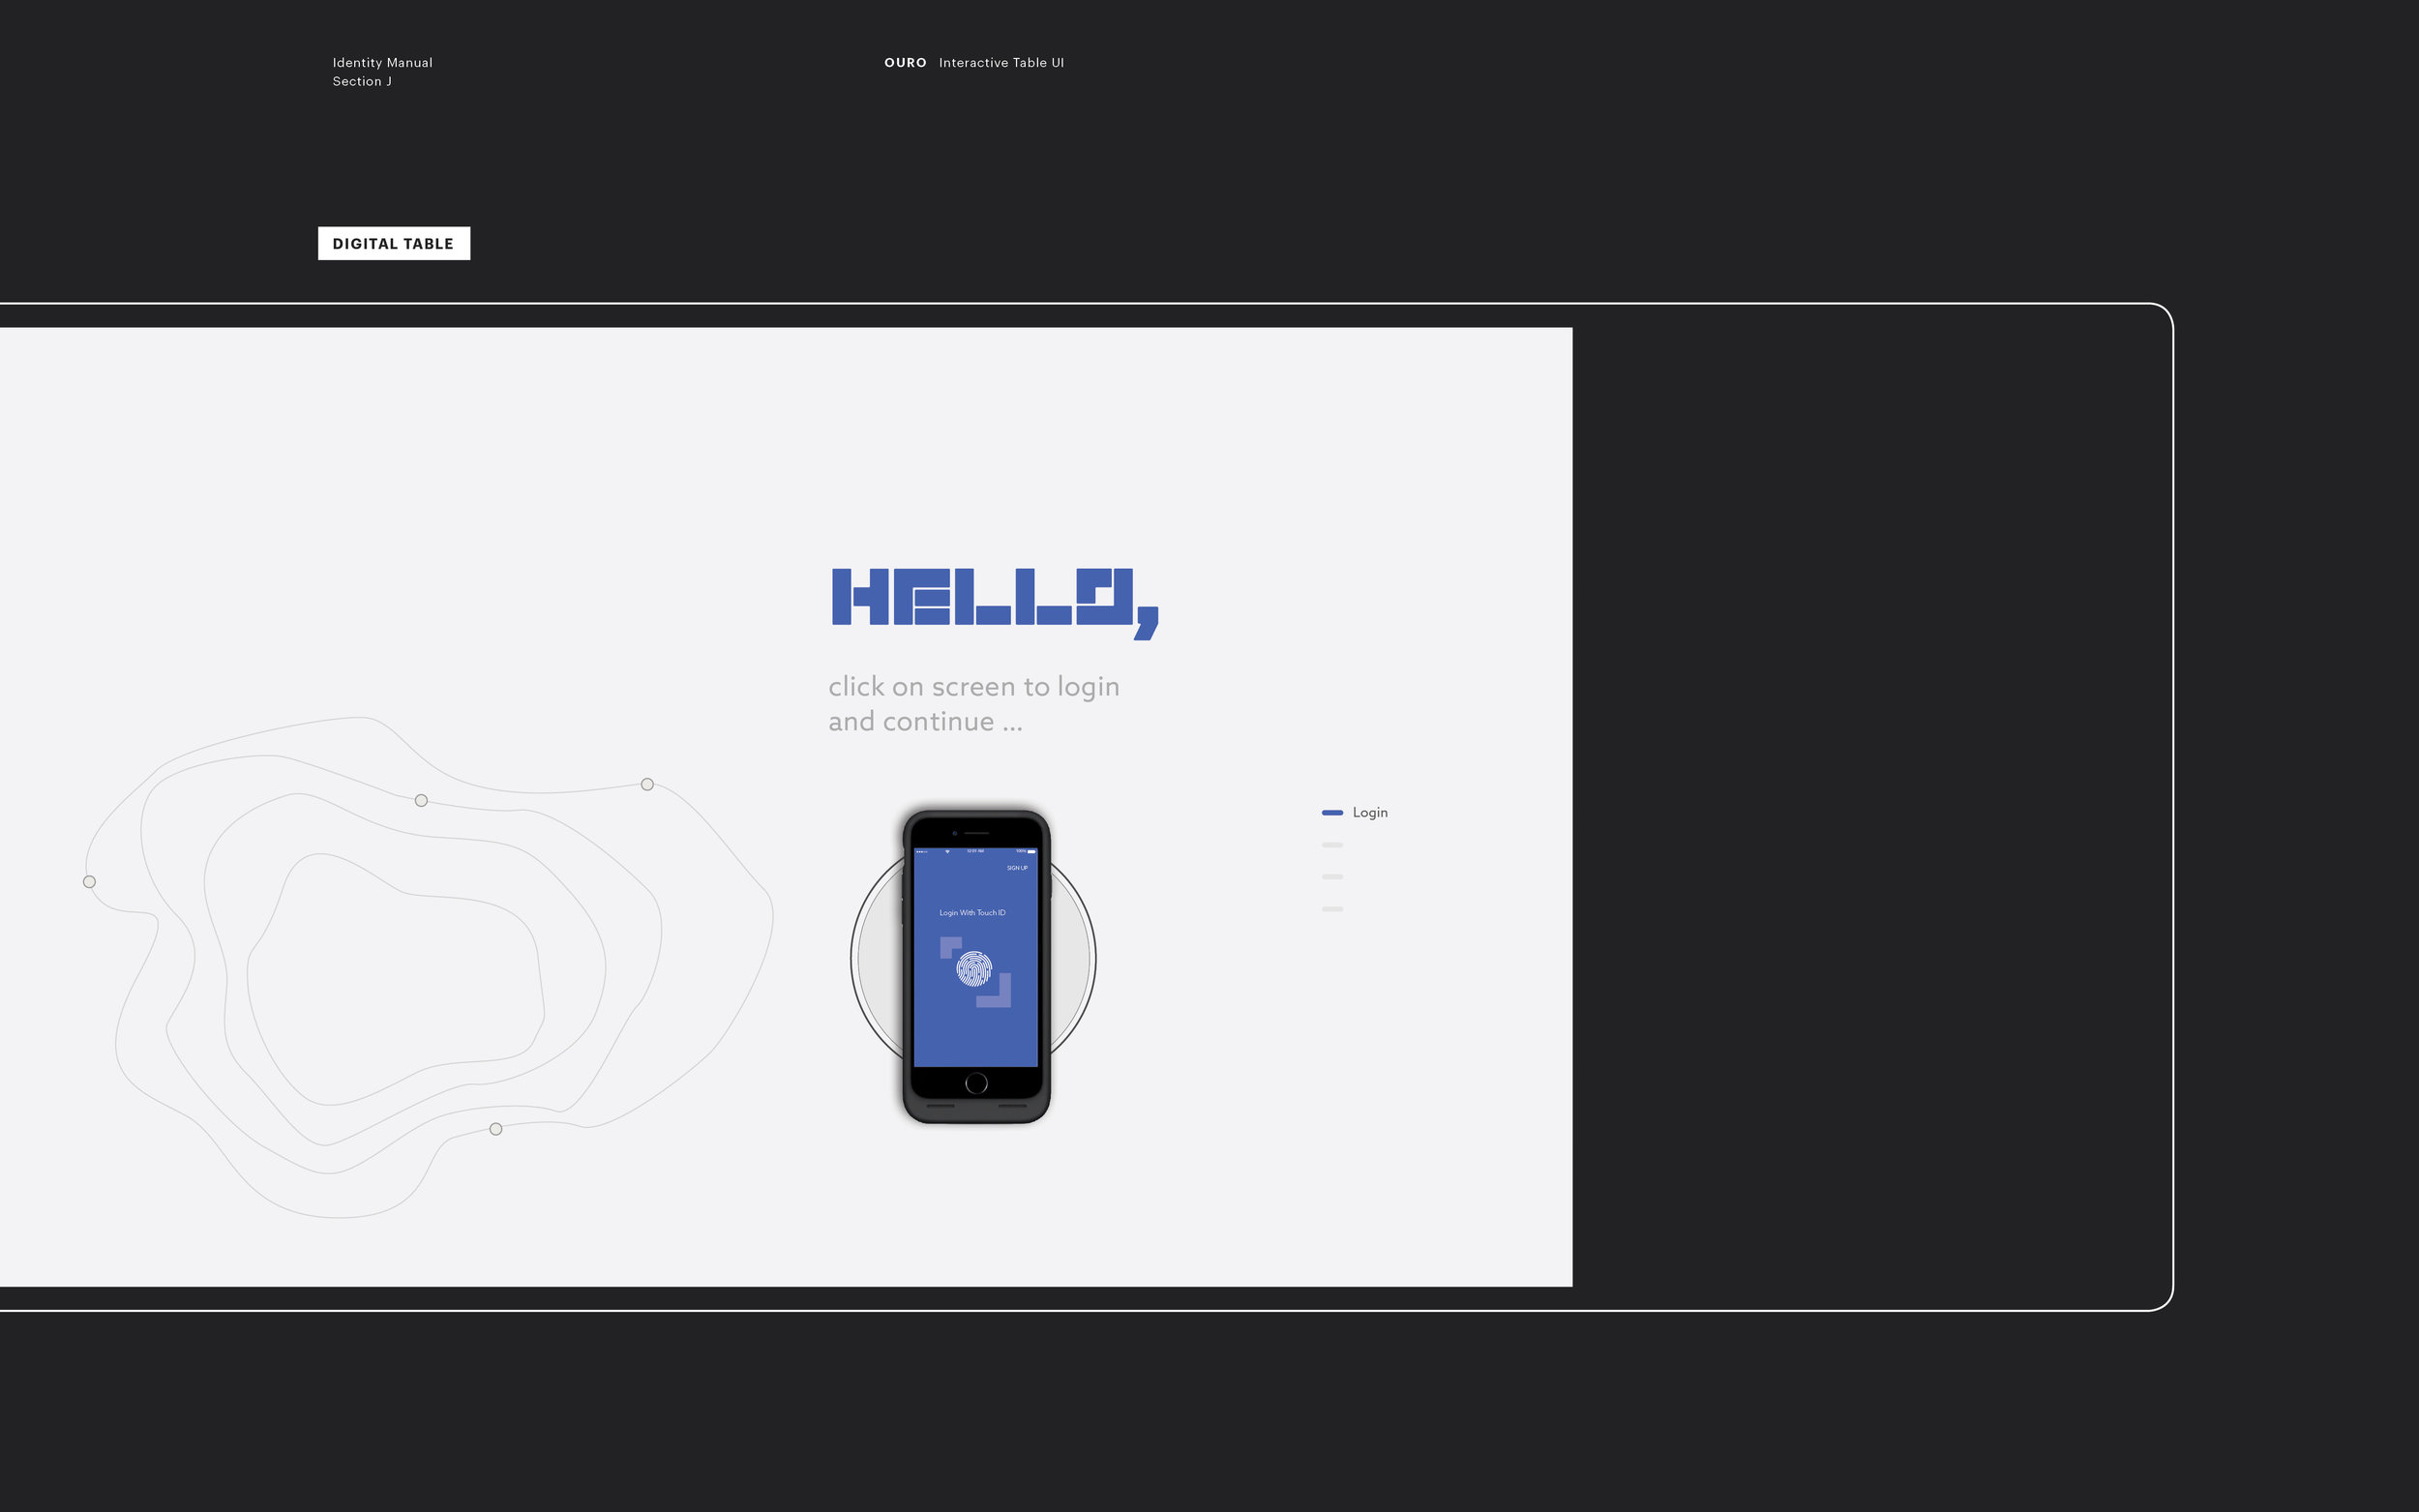 Identity Manual
Section J
OURO Interactive Table UI
DIGITAL TABLE
HELLO,
click on screen to login
and continue ...
Login
100%
SIGN UP
Login With Touch ID